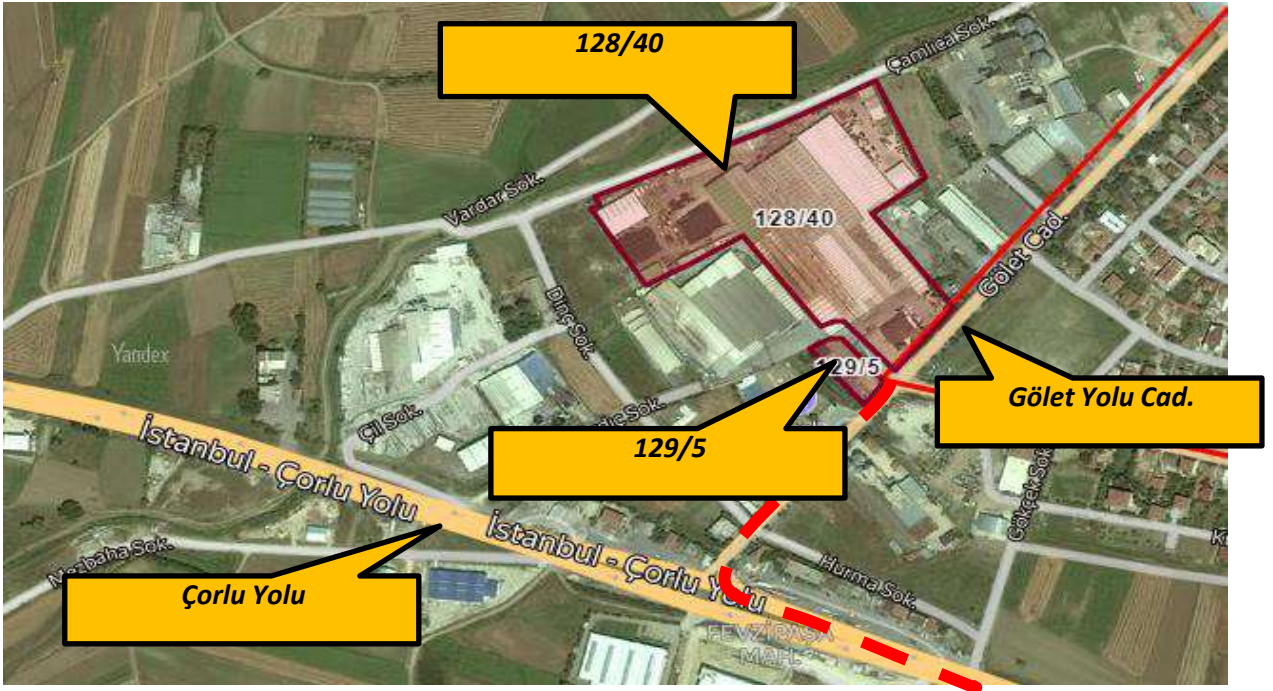 128/40
Çamlıca Sok.
Vardar Sok.
128/40
Gölet Cad.
Dinç Sok.
Yandex
129/5
Gölet Yolu Cad.
Çil Sok.
129/5
İstanbul - Çorlu Yolu
İstanbul - Çorlu Yolu
Gökçek Sok.
Mezbaha Sok.
Hurma Sok.
Çorlu Yolu
FEVZİPAŞA
MAH.